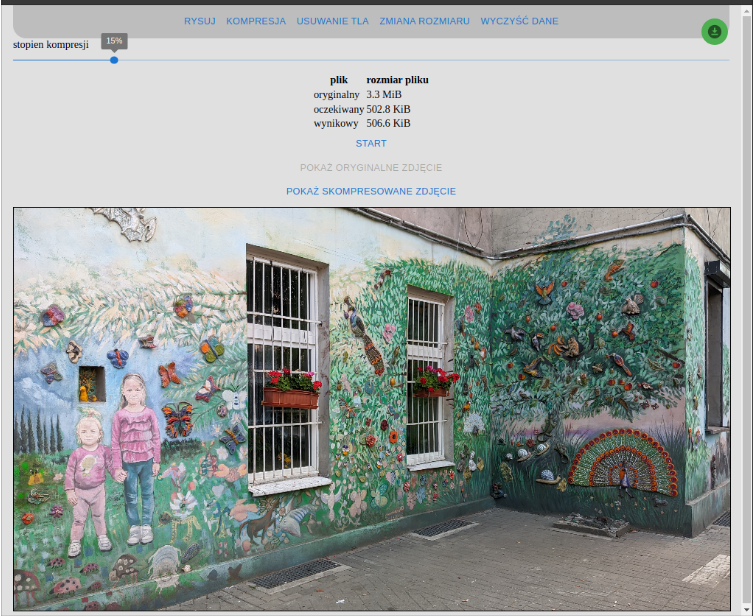 RYSUJ KOMPRESJA USUWANIE TŁA ZMIANA ROZMIARU WYCZYŚĆ DANE
stopien kompresji 15%
plik rozmiar pliku
oryginalny 3.3 MiB
oczekiwany 502.8 KiB
wynikowy 506.6 KiB
START
POKAŻ ORYGINALNE ZDJĘCIE
POKAŻ SKOMPRESOWANE ZDJĘCIE